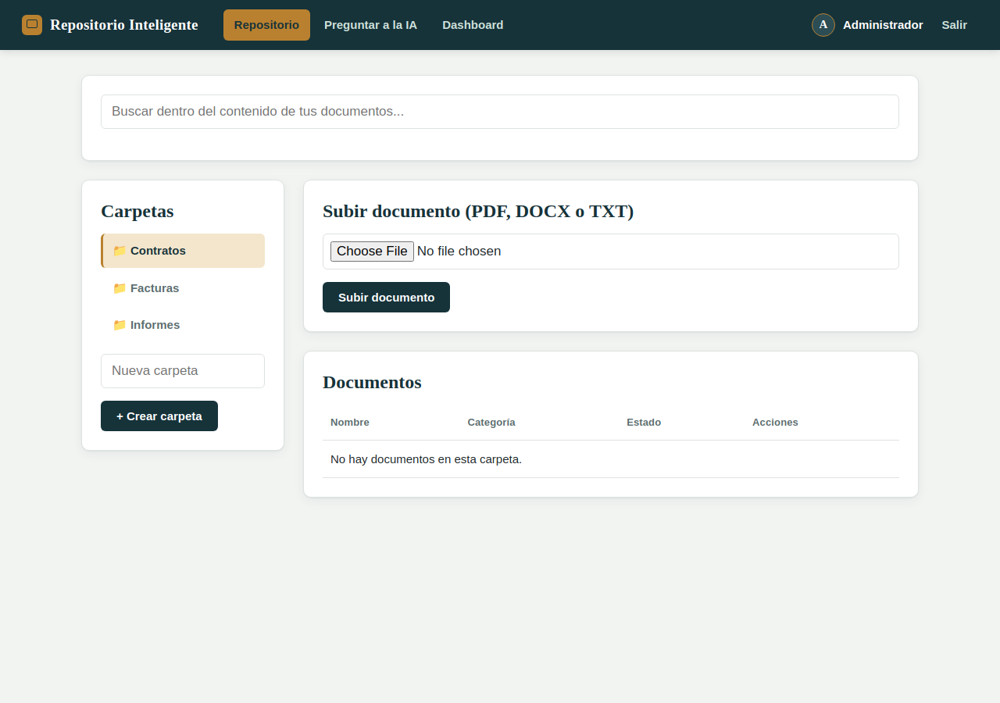 Repositorio Inteligente
Repositorio
Preguntar a la IA
Dashboard
A
Administrador
Salir
Buscar dentro del contenido de tus documentos...
Carpetas
📁 Contratos
📁 Facturas
📁 Informes
Nueva carpeta
+ Crear carpeta
Subir documento (PDF, DOCX o TXT)
Choose File No file chosen
Subir documento
Documentos
Nombre Categoría Estado Acciones
No hay documentos en esta carpeta.